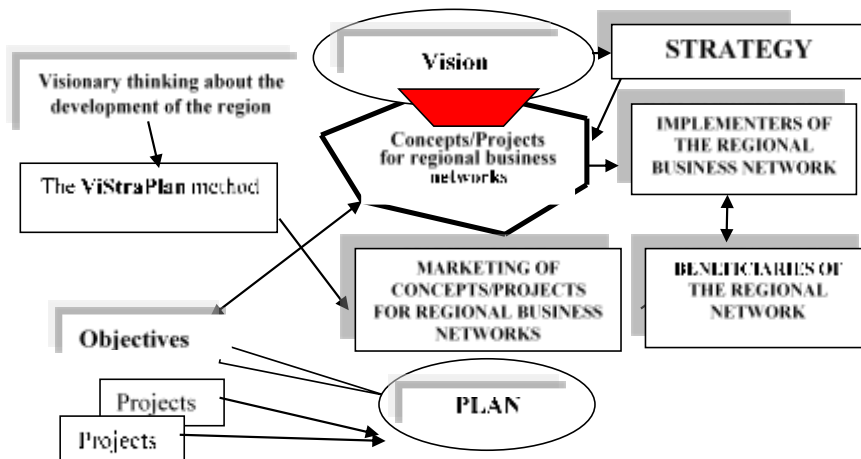 Vision
STRATEGY
Visionary thinking about the
development of the region
Concepts/Projects
for regional business
networks
IMPLEMENTERS OF
THE REGIONAL
BUSINESS NETWORK
The ViStraPlan method
MARKETING OF
CONCEPTS/PROJECTS
FOR REGIONAL BUSINESS
NETWORKS
BENEFICIARIES OF
THE REGIONAL
NETWORK
Objectives
Projects
PLAN
Projects